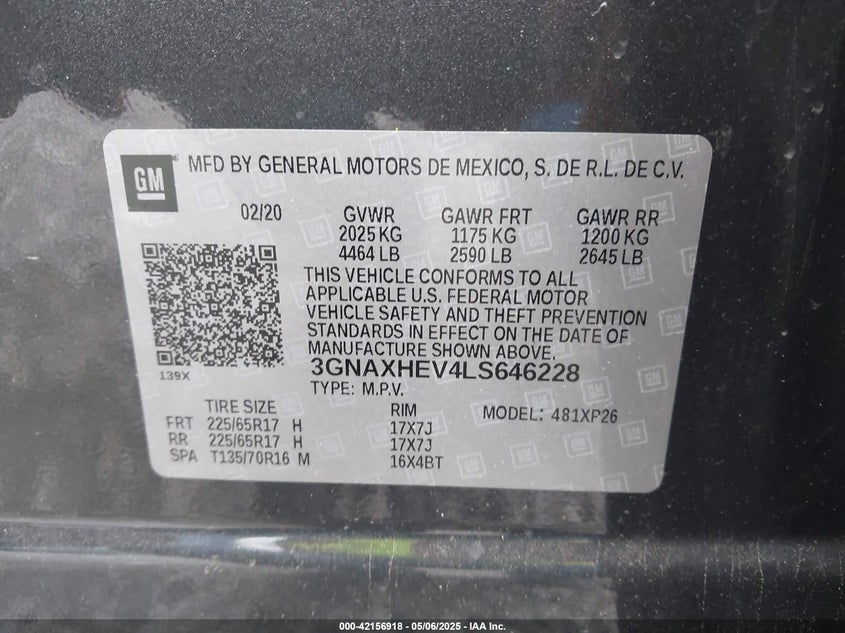 GM
MFD BY GENERAL MOTORS DE MEXICO, S. DE R.L. DE C.V.
02/20 GVWR GAWR FRT GAWR RR
2025 KG 1175 KG 1200 KG
4464 LB 2590 LB 2645 LB
THIS VEHICLE CONFORMS TO ALL
APPLICABLE U.S. FEDERAL MOTOR
VEHICLE SAFETY AND THEFT PREVENTION
STANDARDS IN EFFECT ON THE DATE OF
MANUFACTURE SHOWN ABOVE.
139X
3GNAXHEV4LS646228
TYPE: M.P.V.
TIRE SIZE RIM MODEL: 481XP26
FRT 225/65R17 H 17X7J
RR 225/65R17 H 17X7J
SPA T135/70R16 M 16X4BT
000-42156918 - 05/06/2025 - IAA Inc.